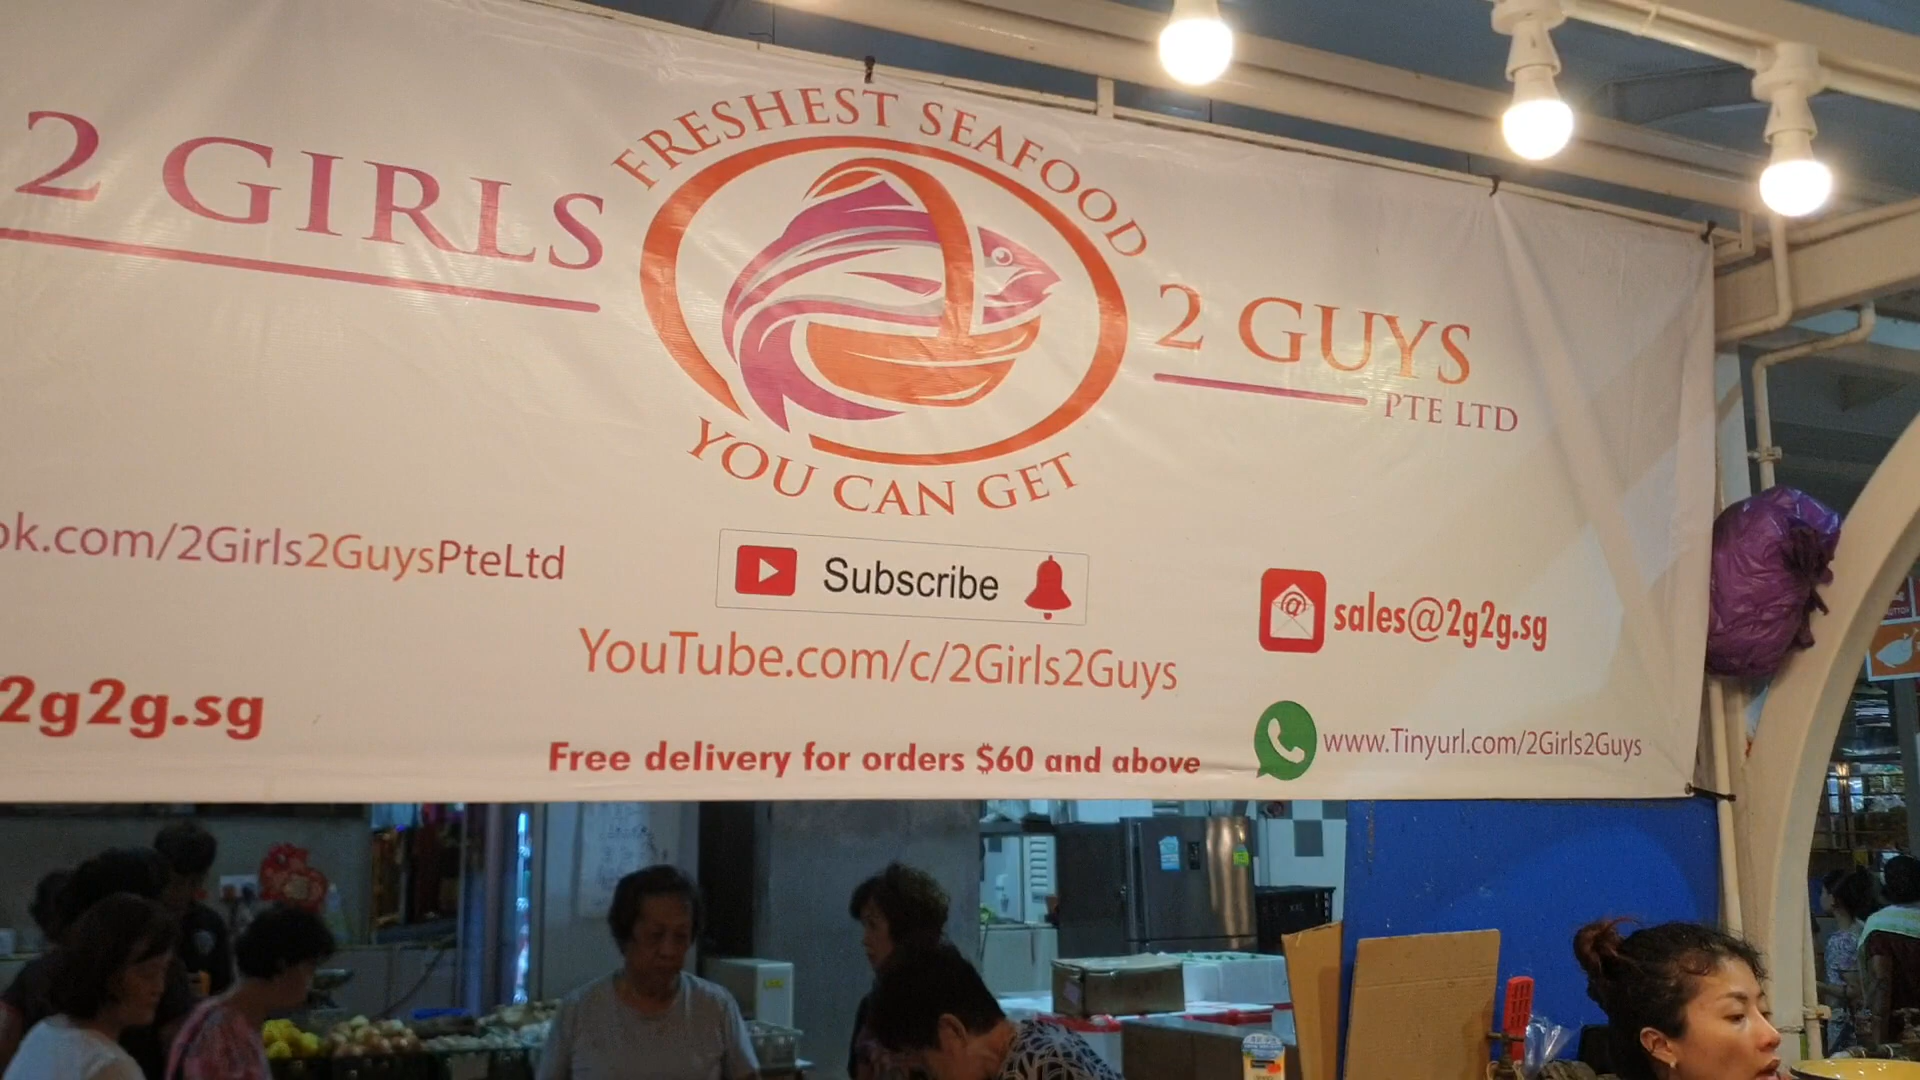 2 GIRLS
FRESHEST SEAFOOD
YOU CAN GET
2 GUYS
PTE LTD
ok.com/2Girls2GuysPteLtd
Subscribe
YouTube.com/c/2Girls2Guys
sales@2g2g.sg
2g2g.sg
Free delivery for orders $60 and above
www.Tinyurl.com/2Girls2Guys
XXL